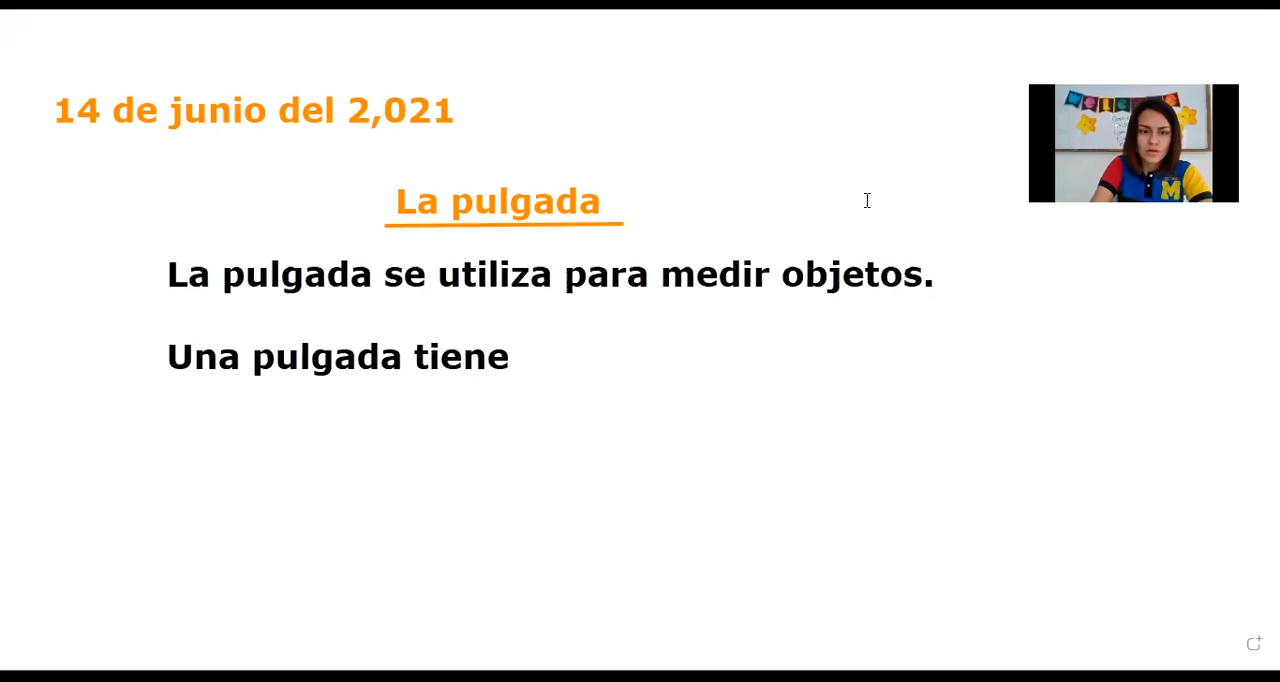 14 de junio del 2,021
La pulgada
La pulgada se utiliza para medir objetos.
Una pulgada tiene
M